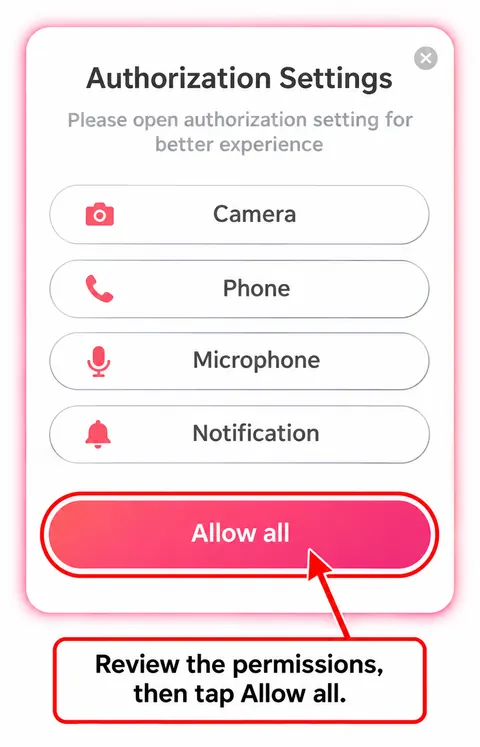 Authorization Settings
Please open authorization setting for
better experience
Camera
Phone
Microphone
Notification
Allow all
Review the permissions,
then tap Allow all.